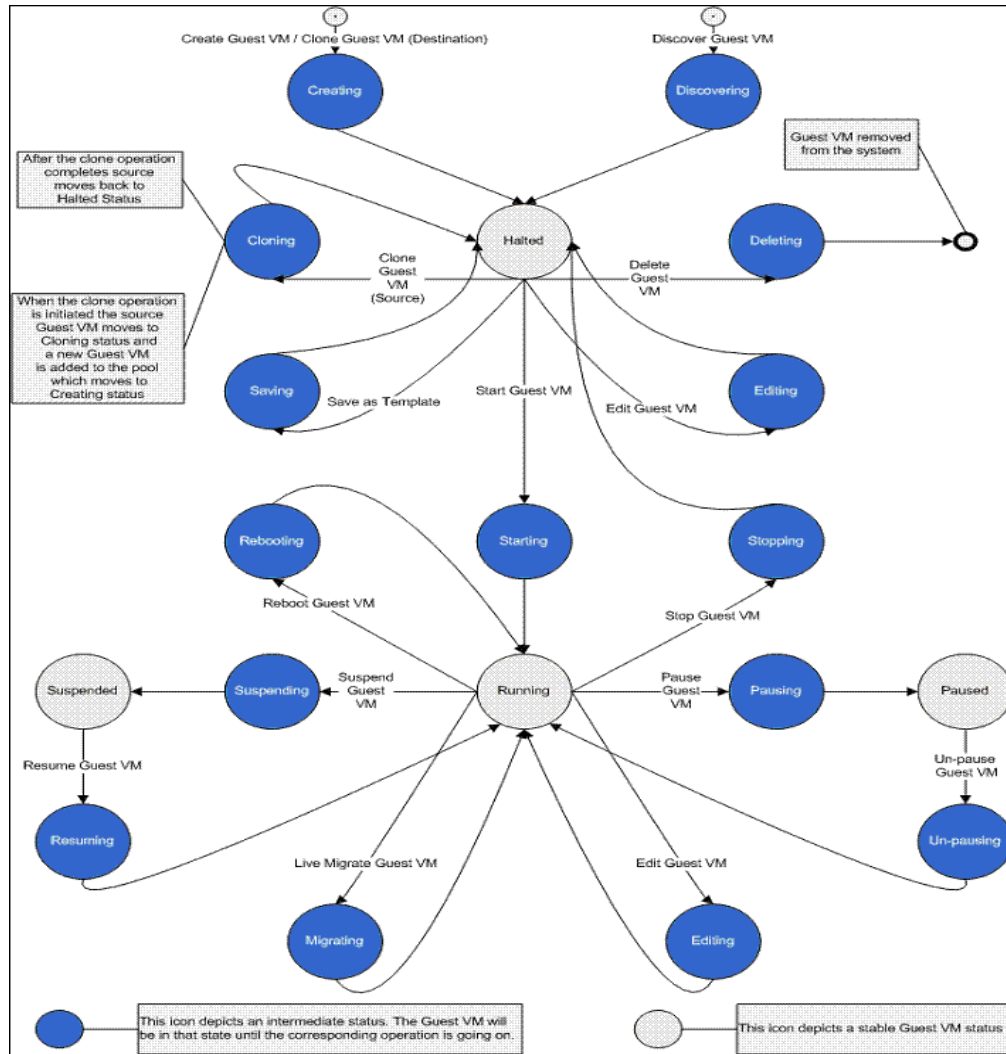 Create Guest VM / Clone Guest VM (Destination)
Discover Guest VM
Creating
Discovering
Guest VM removed
from the system
After the clone operation
completes source
moves back to
Halted Status
Cloning
Halted
Deleting
Clone
Guest
VM
(Source)
Delete
Guest
VM
When the clone operation
is initiated the source
Guest VM moves to
Cloning status and
a new Guest VM
is added to the pool
which moves to
Creating status
Saving
Save as Template
Start Guest VM
Edit Guest VM
Editing
Rebooting
Starting
Stopping
Reboot Guest VM
Stop Guest VM
Suspended
Suspending
Suspend
Guest
VM
Running
Pause
Guest
VM
Pausing
Paused
Resume Guest VM
Un-pause
Guest VM
Resuming
Un-pausing
Live Migrate Guest VM
Edit Guest VM
Migrating
Editing
This icon depicts an intermediate status. The Guest VM will
be in that state until the corresponding operation is going on.
This icon depicts a stable Guest VM status